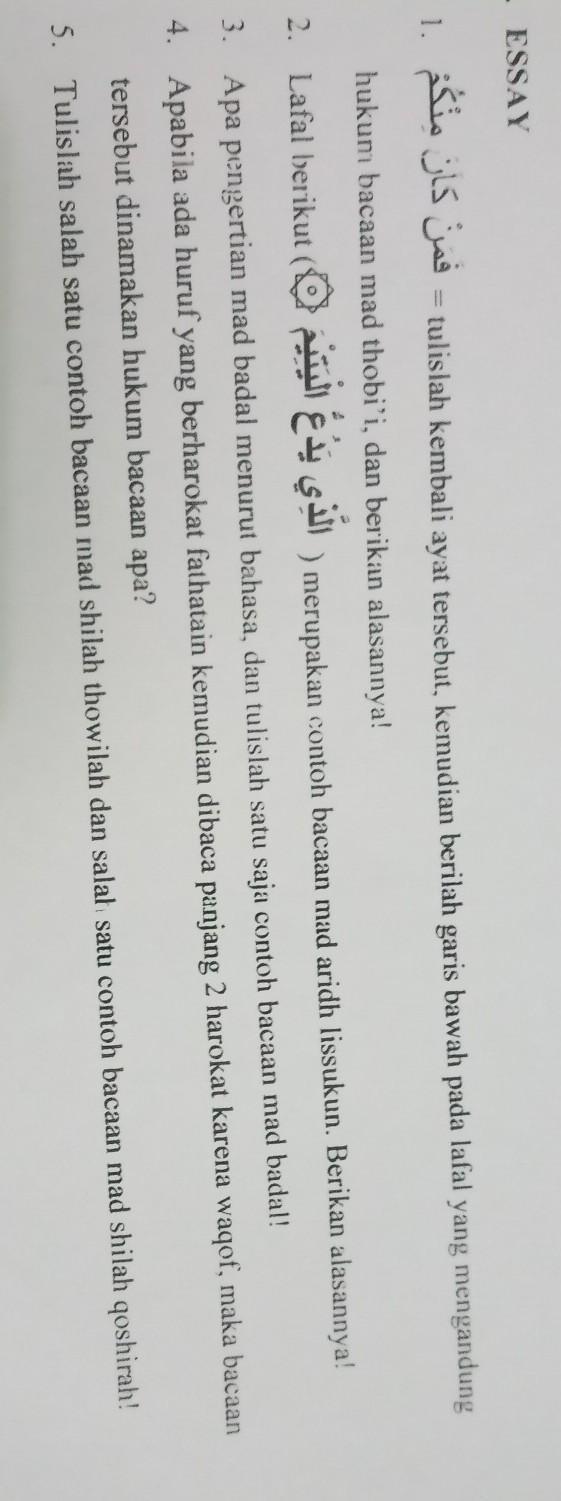 ESSAY
1. فَمَنْ كَانَ مِنْكُمْ = tulislah kembali ayat tersebut, kemudian berilah garis bawah pada lafal yang mengandung
hukum bacaan mad thobi'i, dan berikan alasannya!
2. Lafal berikut ( الَّذِي يَدُعُّ الْيَتِيْمَ ۞ ) merupakan contoh bacaan mad aridh lissukun. Berikan alasannya!
3. Apa pengertian mad badal menurut bahasa, dan tulislah satu saja contoh bacaan mad badal!
4. Apabila ada huruf yang berharokat fathatain kemudian dibaca panjang 2 harokat karena waqof, maka bacaan
tersebut dinamakan hukum bacaan apa?
5. Tulislah salah satu contoh bacaan mad shilah thowilah dan salah satu contoh bacaan mad shilah qoshirah!